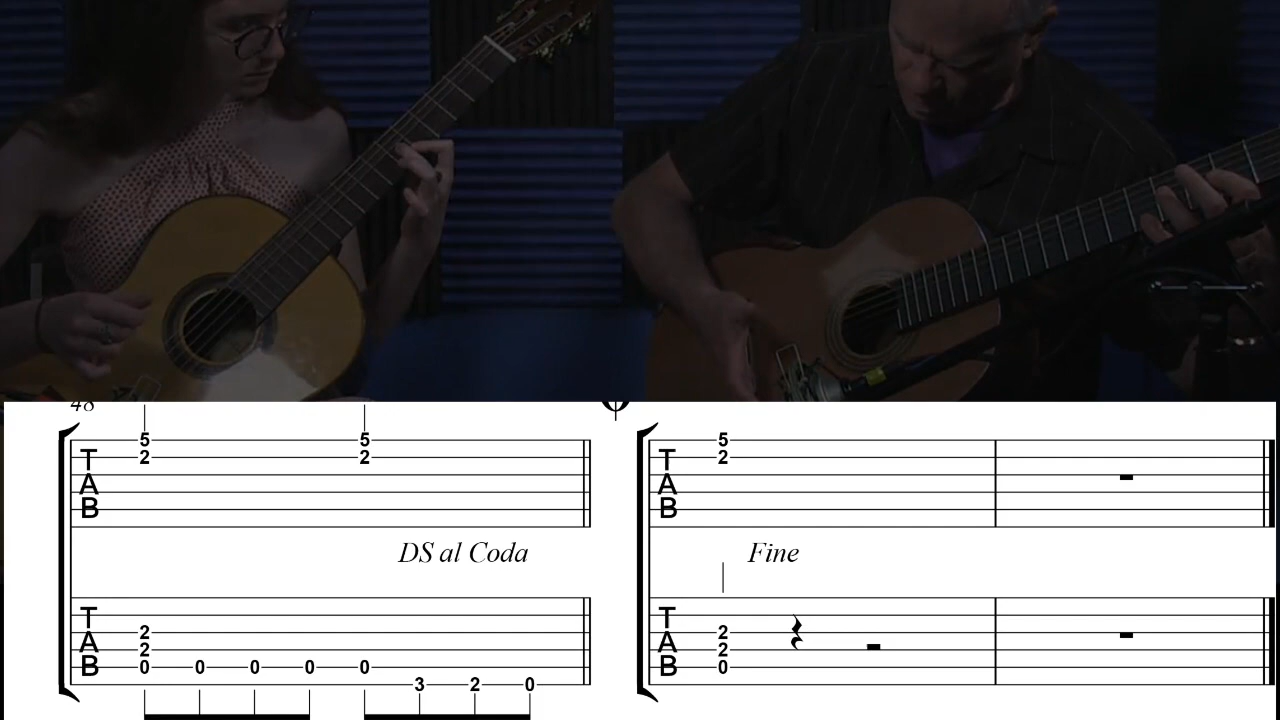 48
5 5 5
T 2 2 T 2
A A
B B
DS al Coda Fine
T T
2 2
A 2 A 2
B 0 0 0 0 0 B 0
3 2 0